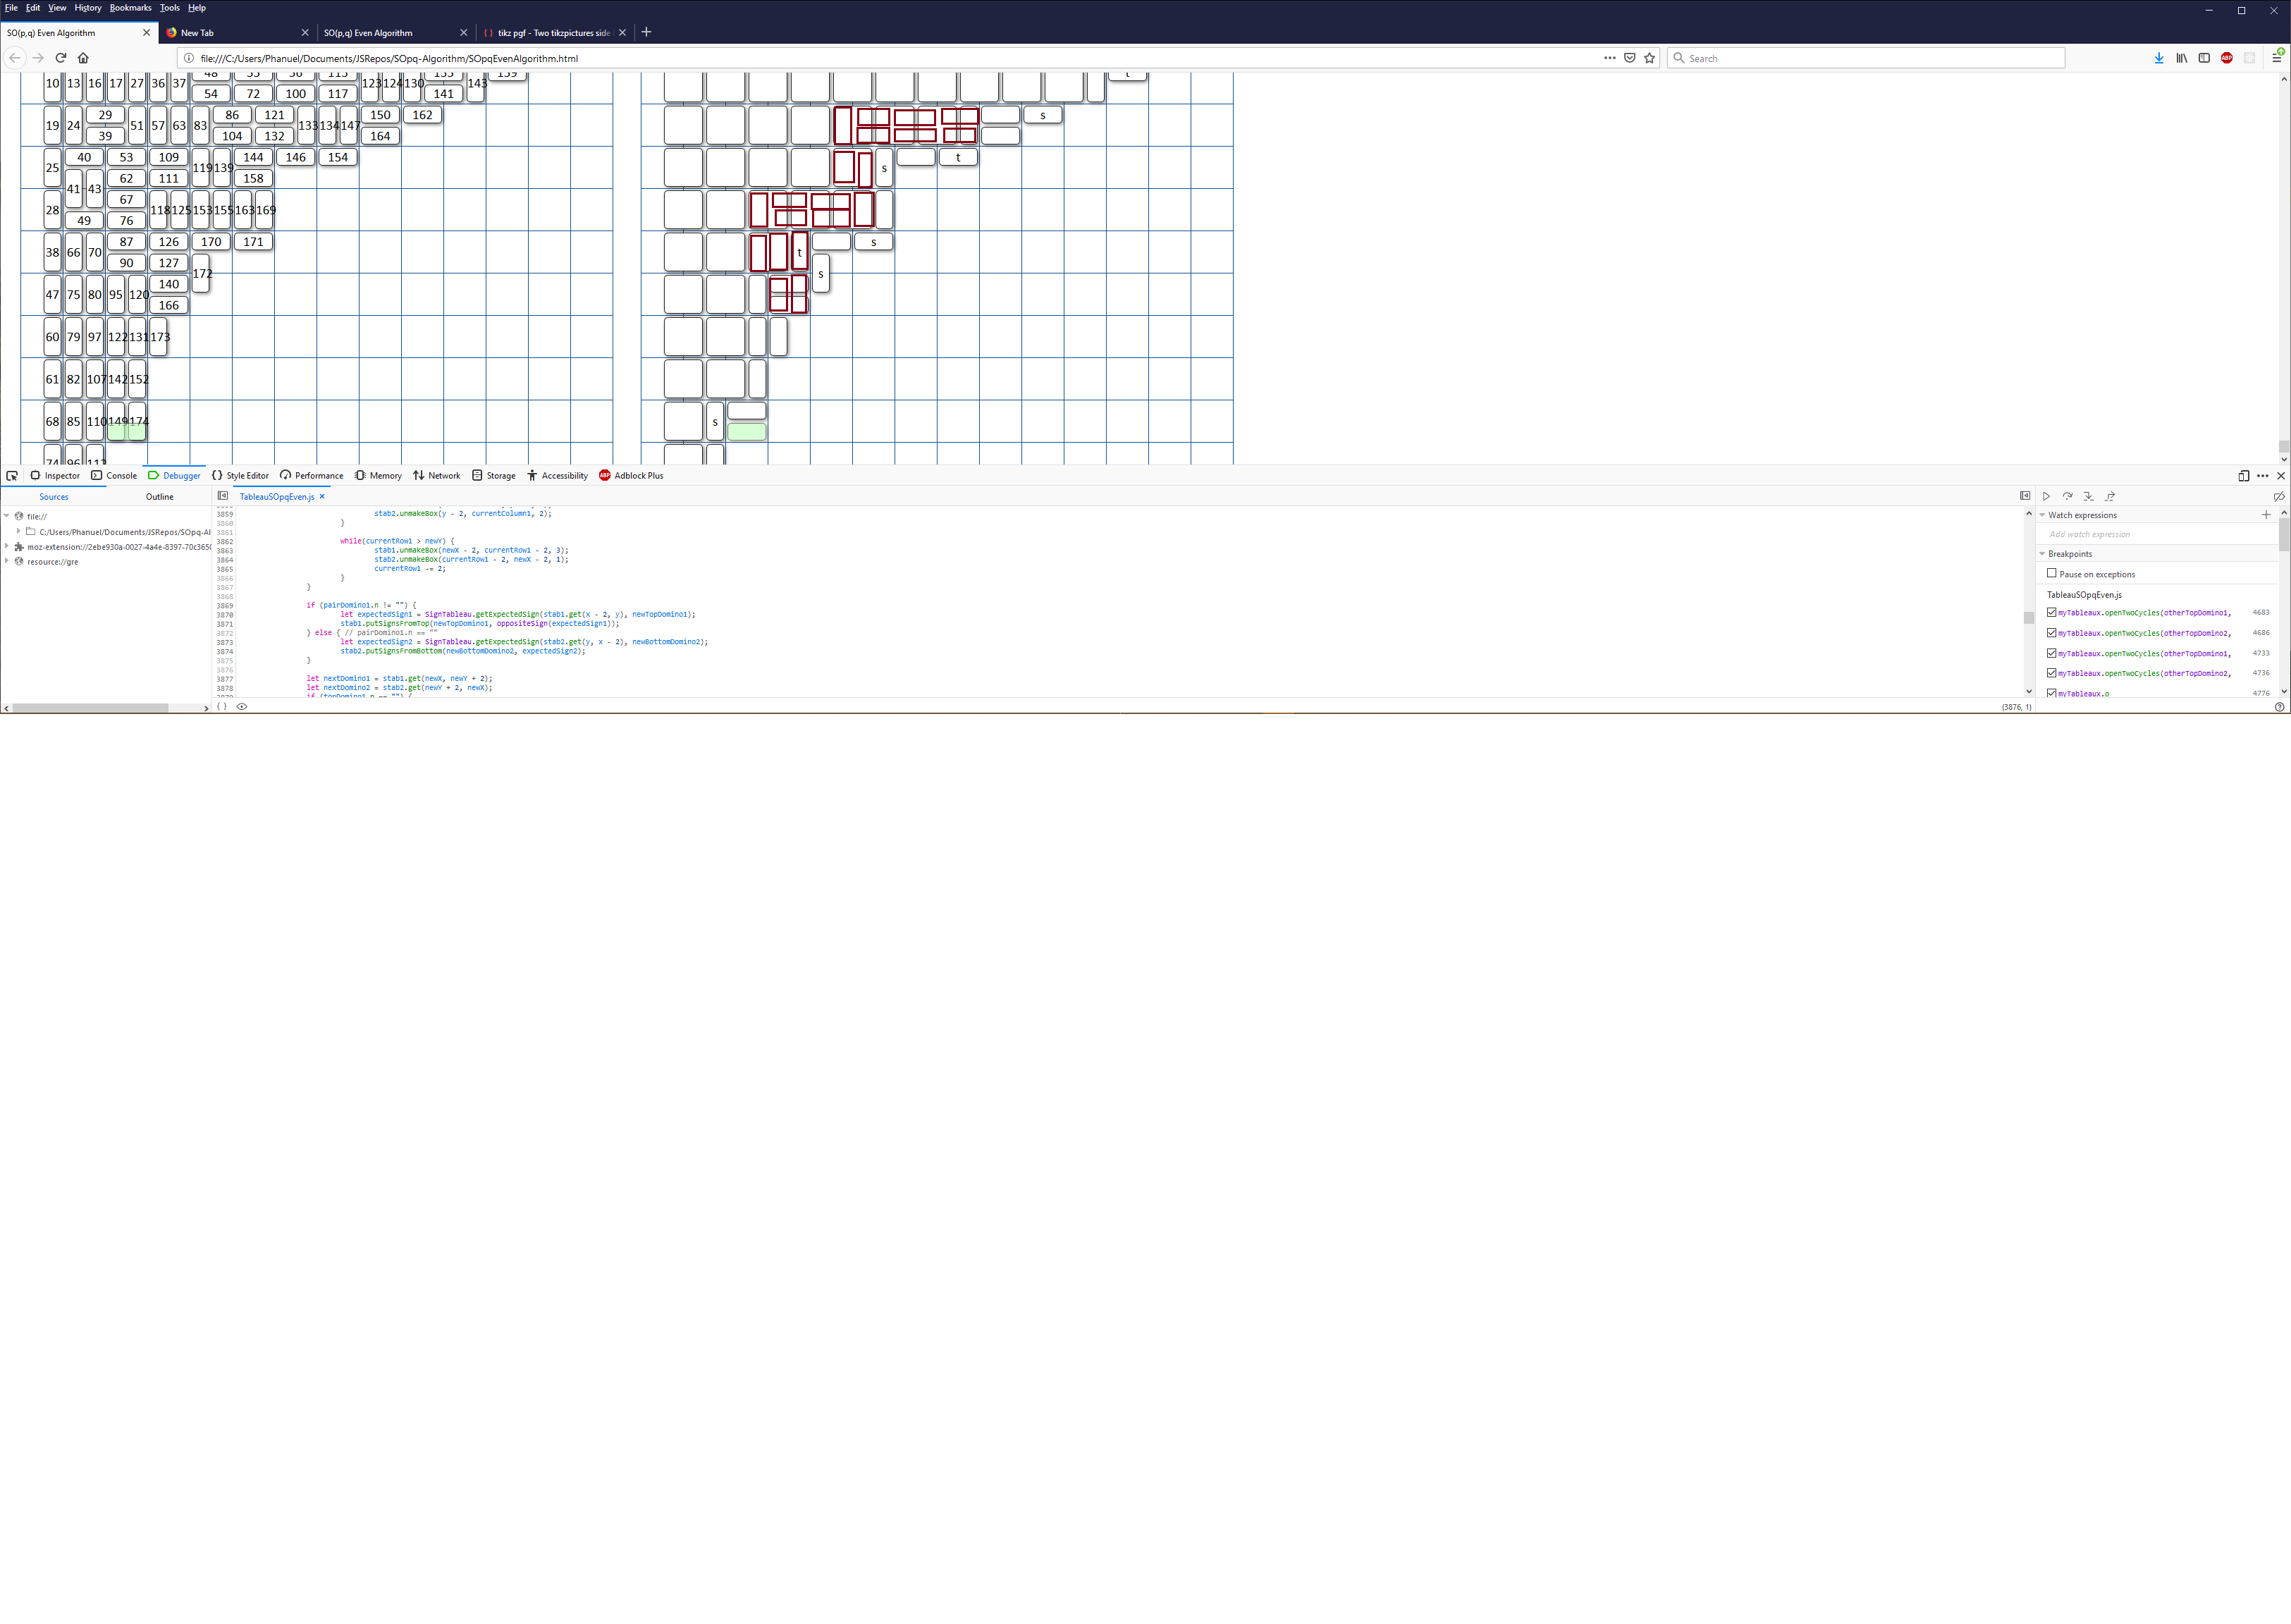 File Edit View History Bookmarks Tools Help
SO(p,q) Even Algorithm
New Tab
SO(p,q) Even Algorithm
tikz pgf - Two tikzpictures side
file:///C:/Users/Phanuel/Documents/JSRepos/SOpq-Algorithm/SOpqEvenAlgorithm.html
Search
ABP
10 13 16 17 27 36 37 123 124 130 143
54 72 100 117 141
t
29 86 121 150 162
19 24 51 57 63 83 133 134 147
39 104 132 164
s
40 53 109 144 146 154
25 119 139
62 111 158
s t
41 43
67
28 118 125 153 155 163 169
49 76
87 126 170 171
38 66 70
90 127
172
t s
s
140
47 75 80 95 120
166
60 79 97 122 131 173
61 82 107 142 152
68 85 110 149 174
s
74 96 112
Inspector Console Debugger Style Editor Performance Memory Network Storage Accessibility Adblock Plus
Sources Outline
file://
C:/Users/Phanuel/Documents/JSRepos/SOpq-Al
moz-extension://2ebe930a-0027-4a4e-8397-70c3650
resource://gre
TableauSOpqEven.js
3859 stab2.unmakeBox(y - 2, currentColumn1, 2);
3860 }
3861
3862 while(currentRow1 > newY) {
3863 stab1.unmakeBox(newX - 2, currentRow1 - 2, 3);
3864 stab2.unmakeBox(currentRow1 - 2, newX - 2, 1);
3865 currentRow1 -= 2;
3866 }
3867 }
3868
3869 if (pairDomino1.n != "") {
3870 let expectedSign1 = SignTableau.getExpectedSign(stab1.get(x - 2, y), newTopDomino1);
3871 stab1.putSignsFromTop(newTopDomino1, oppositeSign(expectedSign1));
3872 } else { // pairDomino1.n == ""
3873 let expectedSign2 = SignTableau.getExpectedSign(stab2.get(y, x - 2), newBottomDomino2);
3874 stab2.putSignsFromBottom(newBottomDomino2, expectedSign2);
3875 }
3876
3877 let nextDomino1 = stab1.get(newX, newY + 2);
3878 let nextDomino2 = stab2.get(newY + 2, newX);
{ }
(3876, 1)
Watch expressions
Add watch expression
Breakpoints
Pause on exceptions
TableauSOpqEven.js
myTableaux.openTwoCycles(otherTopDomino1, 4683
myTableaux.openTwoCycles(otherTopDomino2, 4686
myTableaux.openTwoCycles(otherTopDomino1, 4733
myTableaux.openTwoCycles(otherTopDomino2, 4736
myTableaux.o 4776